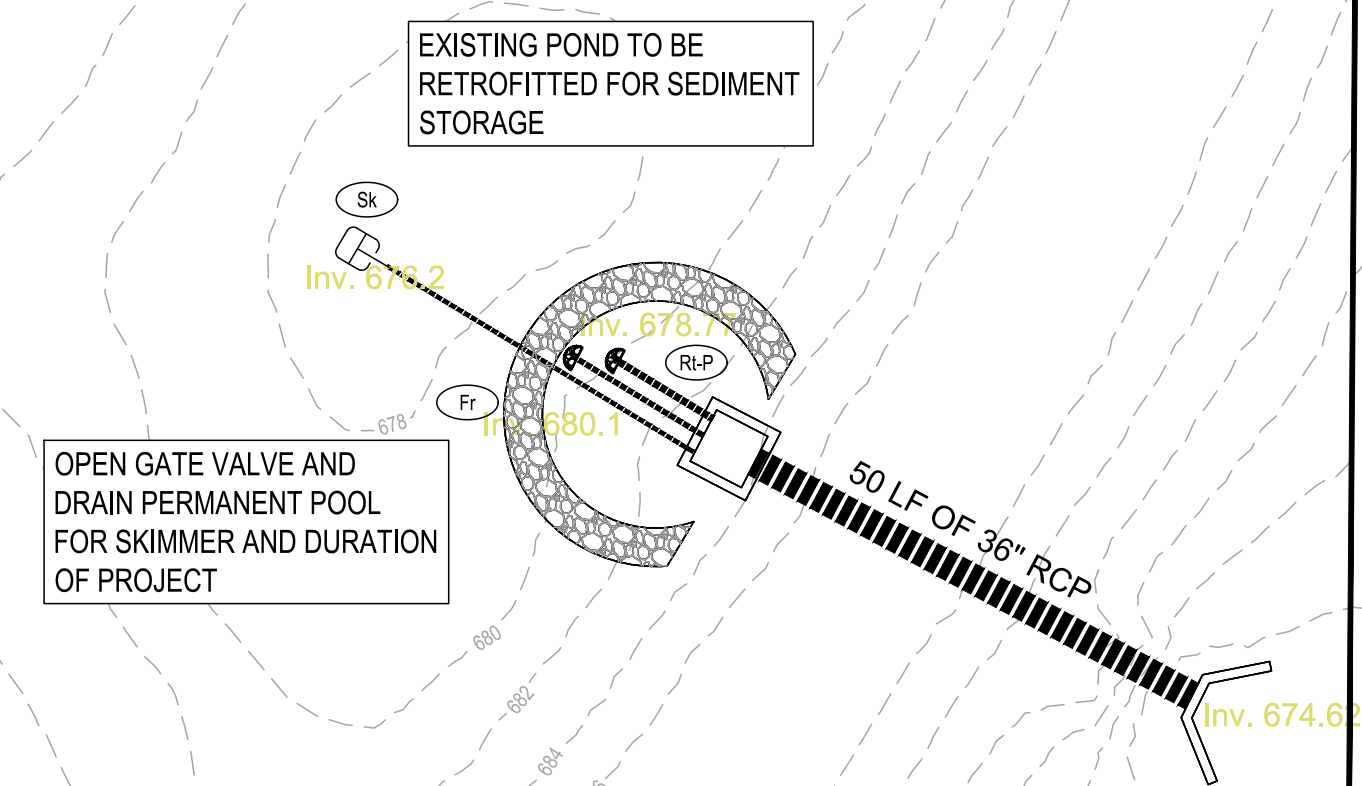 EXISTING POND TO BE
RETROFITTED FOR SEDIMENT
STORAGE
Sk
Inv. 676.2
Inv. 678.77
Rt-P
Fr
Inv. 680.1
678
OPEN GATE VALVE AND
DRAIN PERMANENT POOL
FOR SKIMMER AND DURATION
OF PROJECT
50 LF OF 36" RCP
680
682
684
Inv. 674.62